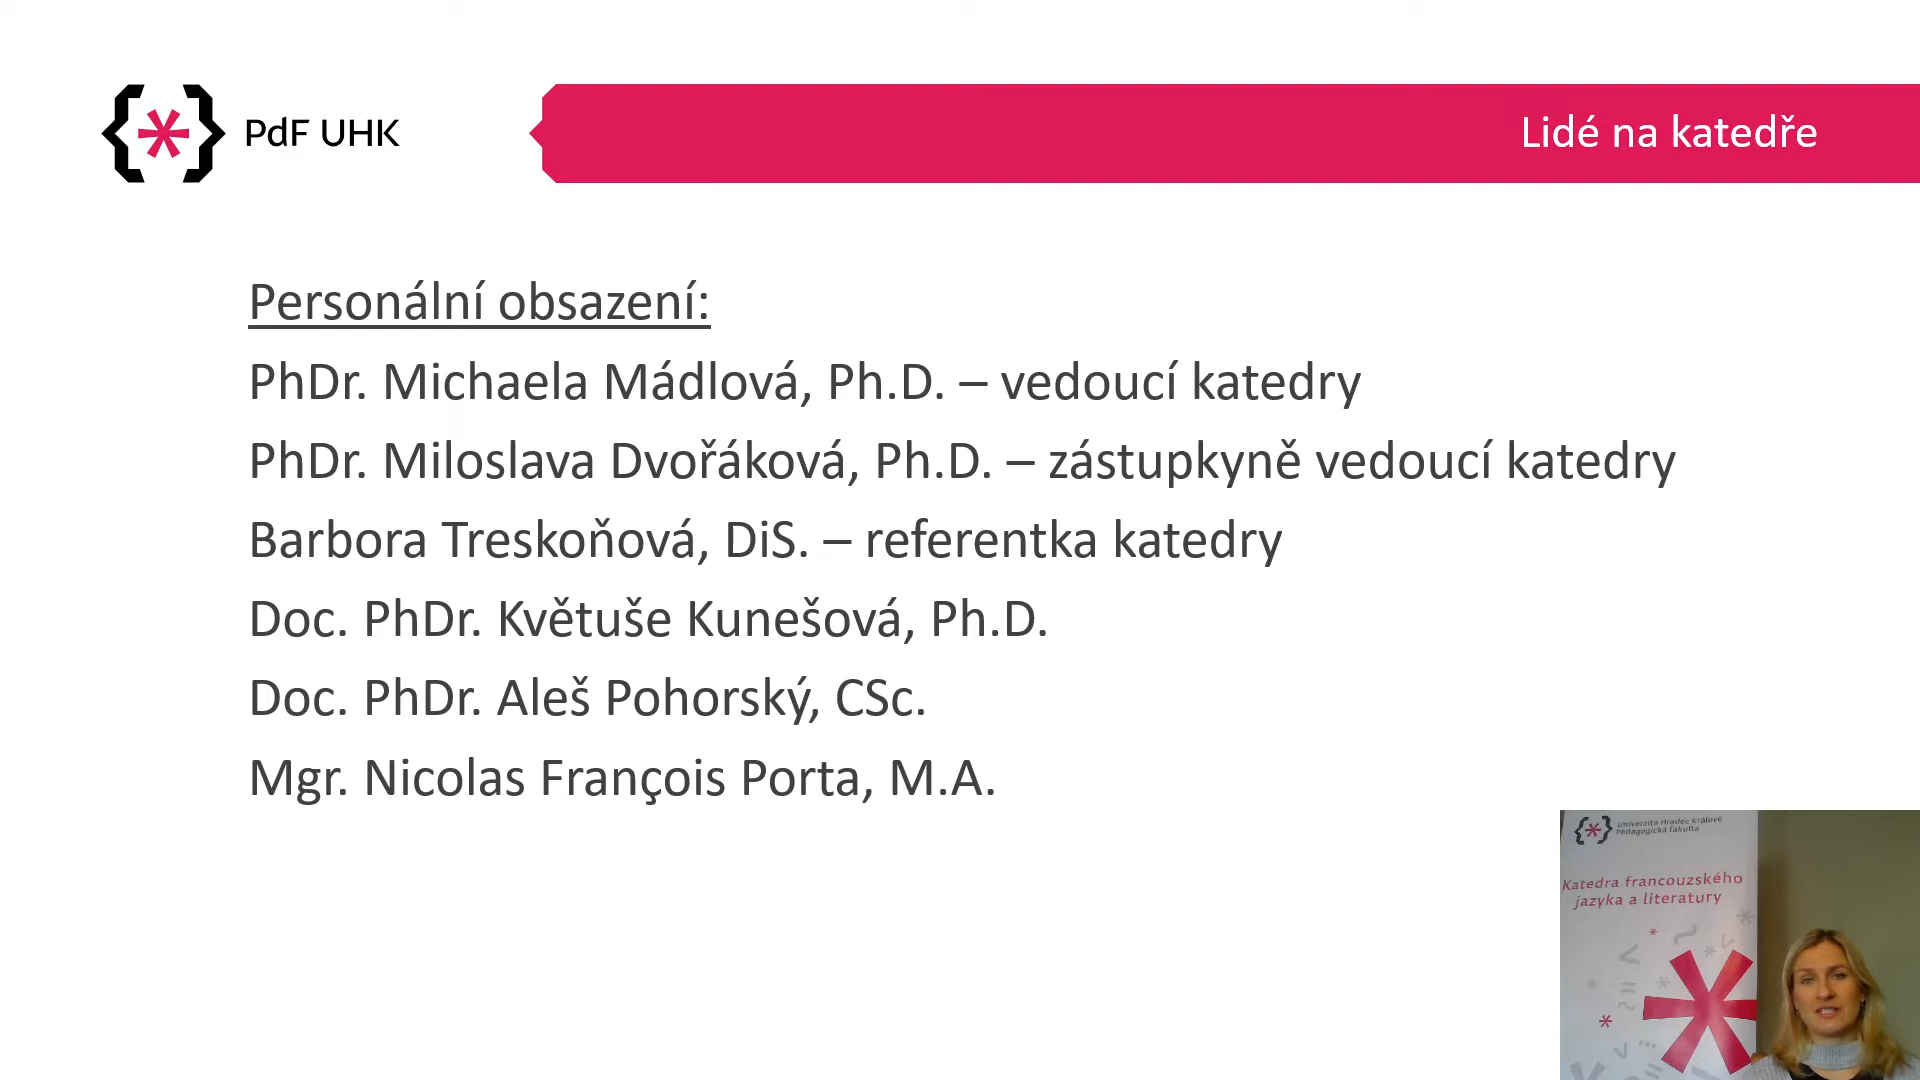 PdF UHK
Lidé na katedře
Personální obsazení:
PhDr. Michaela Mádlová, Ph.D. – vedoucí katedry
PhDr. Miloslava Dvořáková, Ph.D. – zástupkyně vedoucí katedry
Barbora Treskoňová, DiS. – referentka katedry
Doc. PhDr. Květuše Kunešová, Ph.D.
Doc. PhDr. Aleš Pohorský, CSc.
Mgr. Nicolas François Porta, M.A.
Univerzita Hradec Králové
Pedagogická fakulta
Katedra francouzského
jazyka a literatury